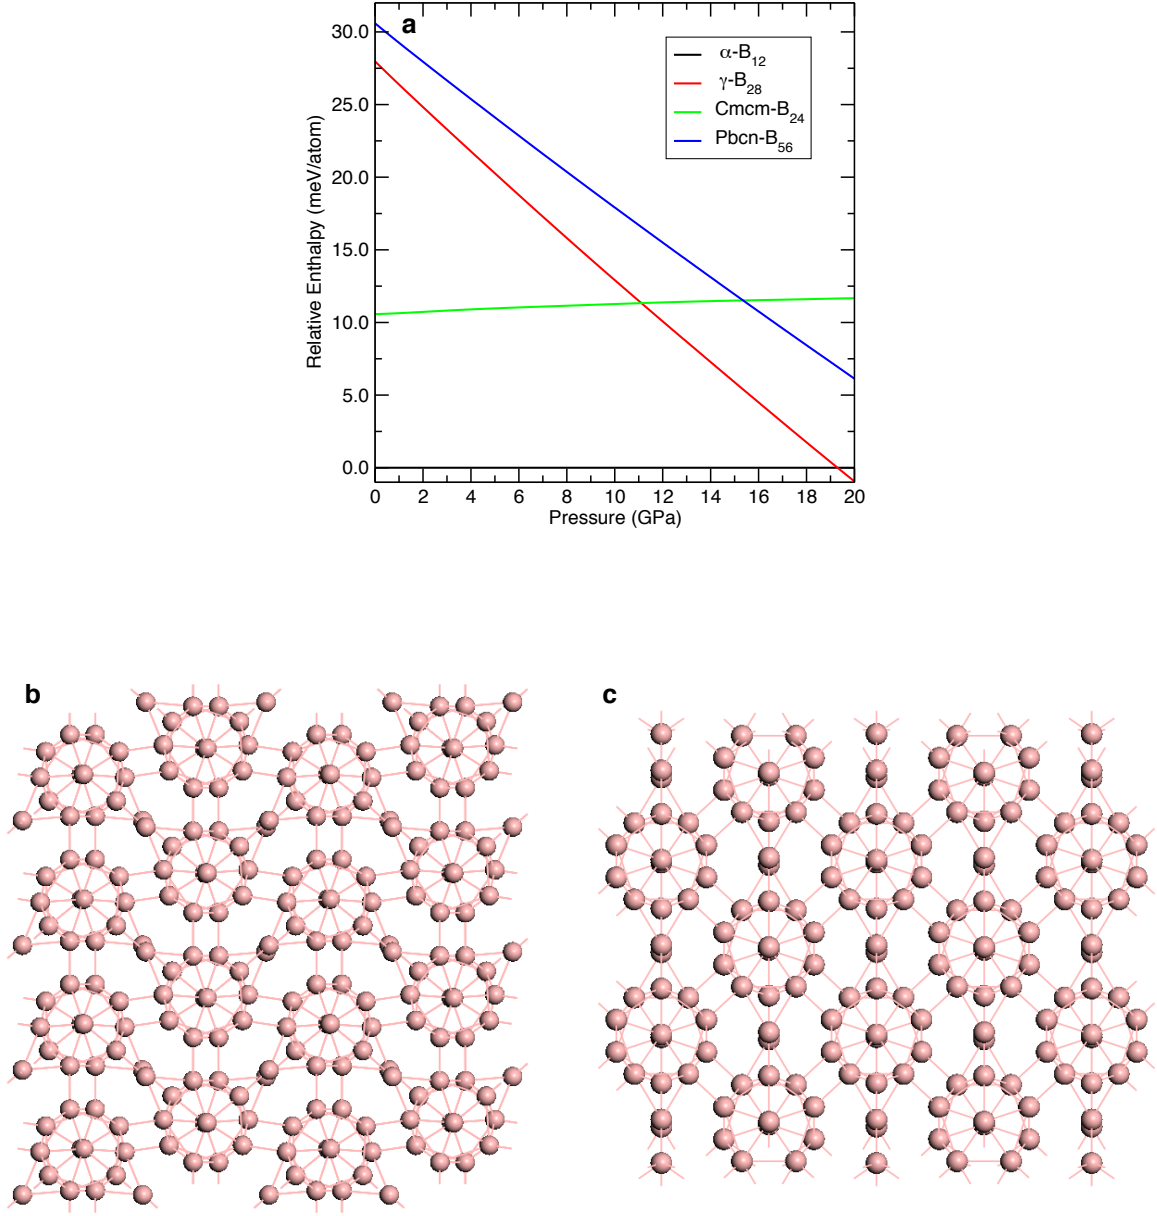 a
30.0
25.0
20.0
15.0
10.0
5.0
0.0
Relative Enthalpy (meV/atom)
α-B12
γ-B28
Cmcm-B24
Pbcn-B56
0 2 4 6 8 10 12 14 16 18 20
Pressure (GPa)
b
c